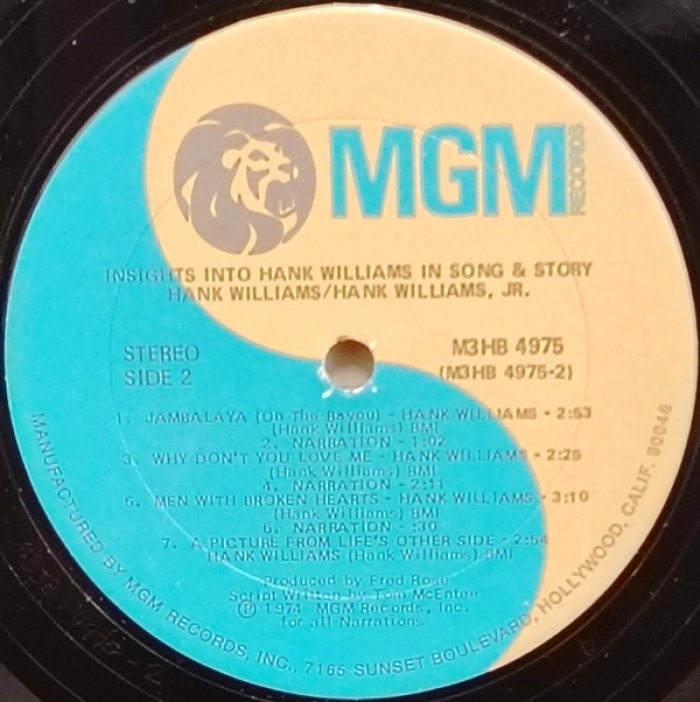 MGM RECORDS
INSIGHTS INTO HANK WILLIAMS IN SONG & STORY
HANK WILLIAMS/HANK WILLIAMS, JR.
STEREO
SIDE 2
M3HB 4975
(M3HB 4975-2)
1. JAMBALAYA (On The Bayou) - HANK WILLIAMS - 2:53
(Hank Williams) BMI
2. NARRATION - 1:02
3. WHY DON'T YOU LOVE ME - HANK WILLIAMS - 2:25
(Hank Williams) BMI
4. NARRATION - 2:11
5. MEN WITH BROKEN HEARTS - HANK WILLIAMS - 3:10
(Hank Williams) BMI
6. NARRATION - :30
7. A PICTURE FROM LIFE'S OTHER SIDE - 2:54
HANK WILLIAMS (Hank Williams) BMI
Produced by Fred Rose
Script Written by Tom McEntee
℗ 1974 MGM Records, Inc.
for all Narrations
MANUFACTURED BY MGM RECORDS, INC., 7165 SUNSET BOULEVARD, HOLLYWOOD, CALIF. 90046